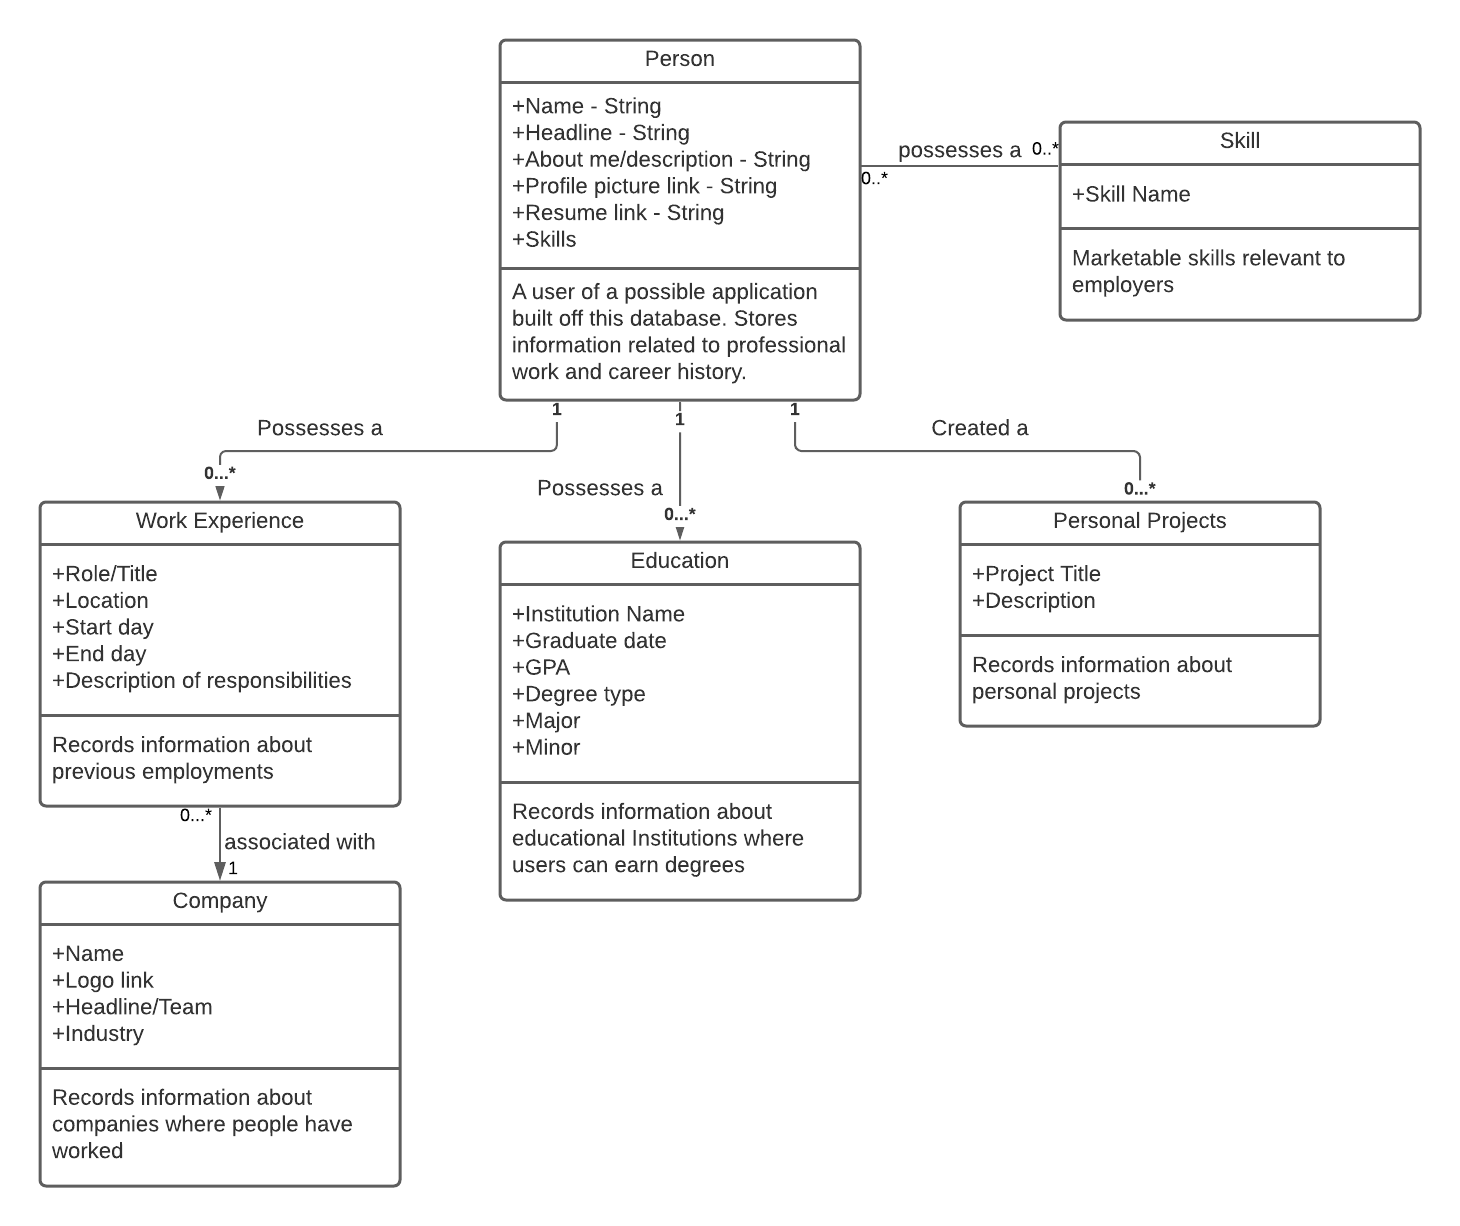 Person
+Name - String
+Headline - String
+About me/description - String
+Profile picture link - String
+Resume link - String
+Skills
A user of a possible application
built off this database. Stores
information related to professional
work and career history.
possesses a
0..*
0..*
Skill
+Skill Name
Marketable skills relevant to
employers
1
1
1
Possesses a
0...*
Possesses a
0...*
Created a
0...*
Work Experience
+Role/Title
+Location
+Start day
+End day
+Description of responsibilities
Records information about
previous employments
Education
+Institution Name
+Graduate date
+GPA
+Degree type
+Major
+Minor
Records information about
educational Institutions where
users can earn degrees
Personal Projects
+Project Title
+Description
Records information about
personal projects
0...*
associated with
1
Company
+Name
+Logo link
+Headline/Team
+Industry
Records information about
companies where people have
worked